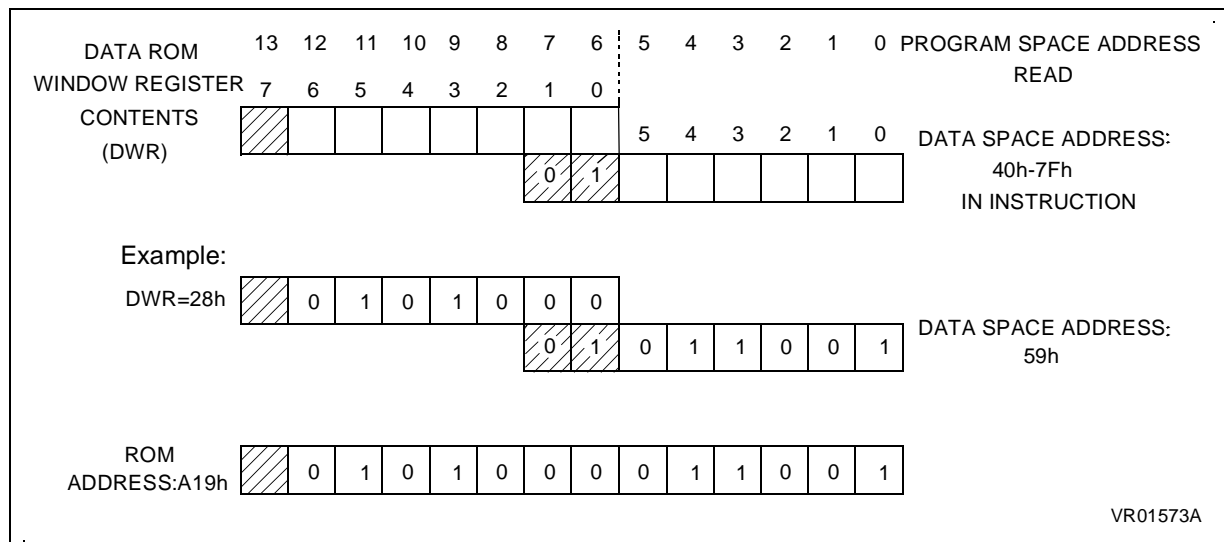 DATA ROM
WINDOW REGISTER
CONTENTS
(DWR)
13 12 11 10 9 8 7 6 5 4 3 2 1 0
PROGRAM SPACE ADDRESS
READ
7 6 5 4 3 2 1 0
5 4 3 2 1 0
0 1
DATA SPACE ADDRESS:
40h-7Fh
IN INSTRUCTION
Example:
DWR=28h
0 1 0 1 0 0 0
0 1 0 1 1 0 0 1
DATA SPACE ADDRESS:
59h
ROM
ADDRESS:A19h
0 1 0 1 0 0 0 0 1 1 0 0 1
VR01573A